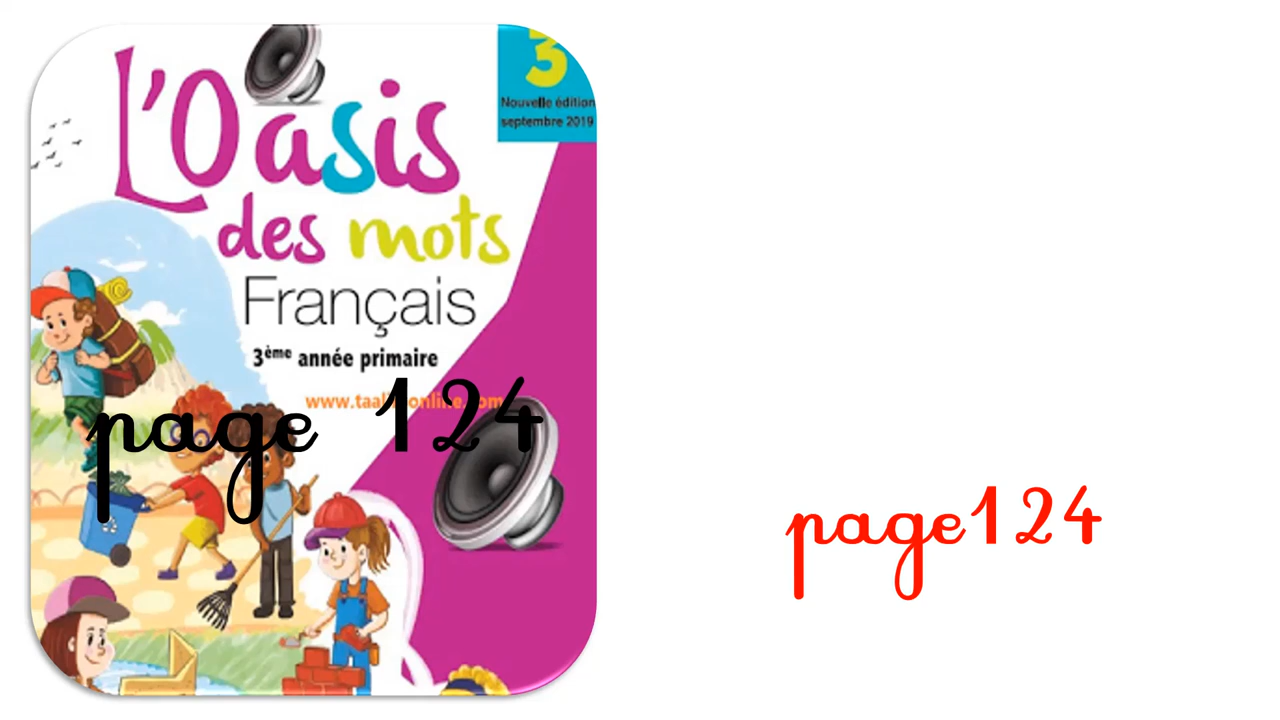 3
Nouvelle édition
septembre 2019
L'Oasis
des mots
Français
3ème année primaire
page 124
page124